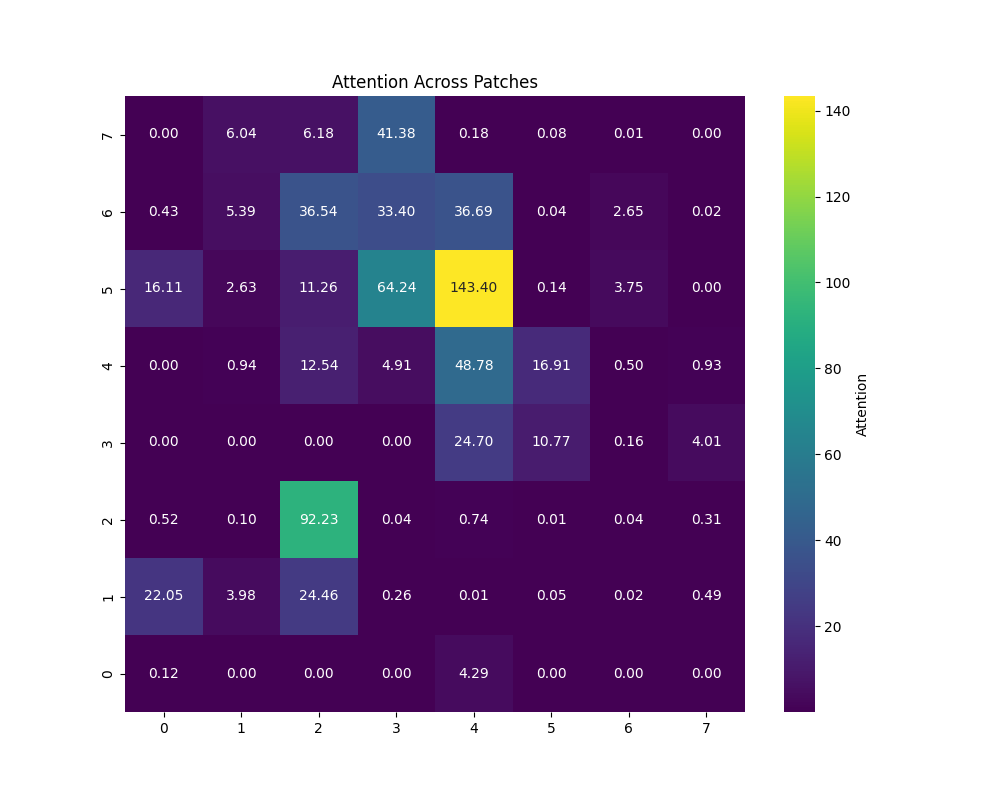 Attention Across Patches
7 0.00 6.04 6.18 41.38 0.18 0.08 0.01 0.00 140
6 0.43 5.39 36.54 33.40 36.69 0.04 2.65 0.02 120
5 16.11 2.63 11.26 64.24 143.40 0.14 3.75 0.00 100
4 0.00 0.94 12.54 4.91 48.78 16.91 0.50 0.93 80
3 0.00 0.00 0.00 0.00 24.70 10.77 0.16 4.01 60
2 0.52 0.10 92.23 0.04 0.74 0.01 0.04 0.31 40
1 22.05 3.98 24.46 0.26 0.01 0.05 0.02 0.49 20
0 0.12 0.00 0.00 0.00 4.29 0.00 0.00 0.00
0 1 2 3 4 5 6 7
Attention